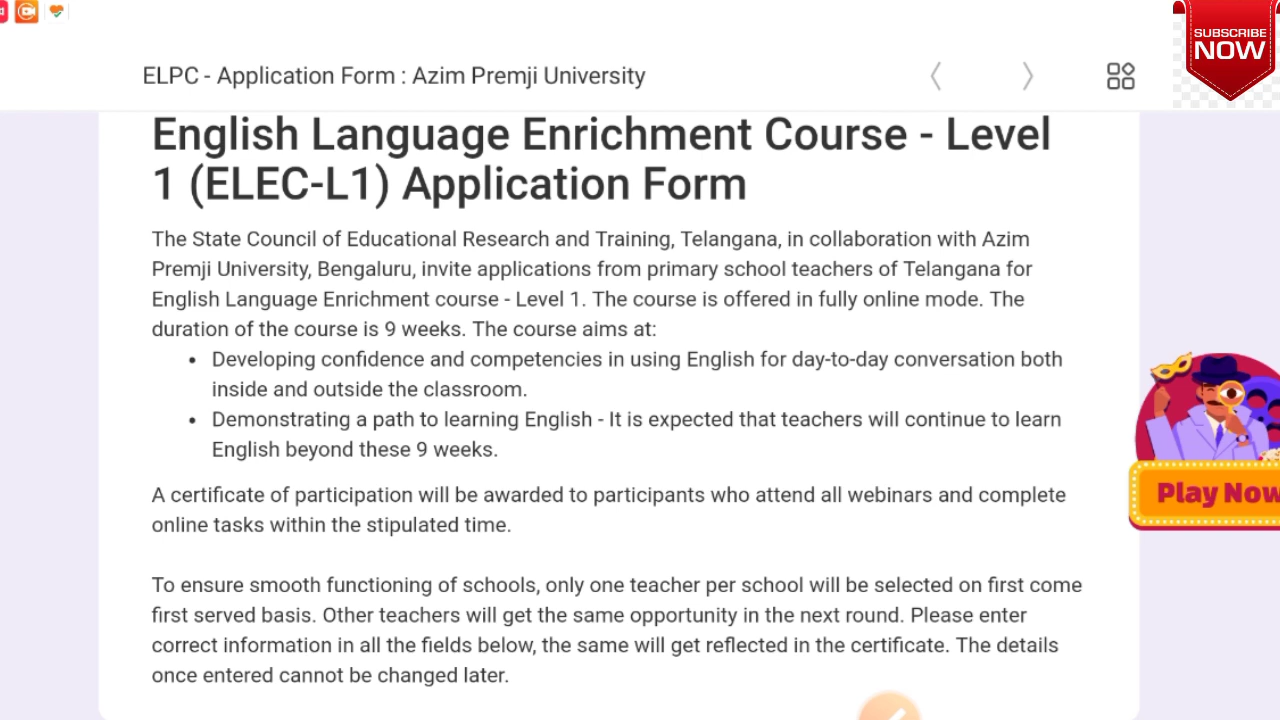 SUBSCRIBE
NOW
ELPC - Application Form : Azim Premji University
English Language Enrichment Course - Level
1 (ELEC-L1) Application Form
The State Council of Educational Research and Training, Telangana, in collaboration with Azim
Premji University, Bengaluru, invite applications from primary school teachers of Telangana for
English Language Enrichment course - Level 1. The course is offered in fully online mode. The
duration of the course is 9 weeks. The course aims at:
• Developing confidence and competencies in using English for day-to-day conversation both
inside and outside the classroom.
• Demonstrating a path to learning English - It is expected that teachers will continue to learn
English beyond these 9 weeks.
Play Now
A certificate of participation will be awarded to participants who attend all webinars and complete
online tasks within the stipulated time.
To ensure smooth functioning of schools, only one teacher per school will be selected on first come
first served basis. Other teachers will get the same opportunity in the next round. Please enter
correct information in all the fields below, the same will get reflected in the certificate. The details
once entered cannot be changed later.